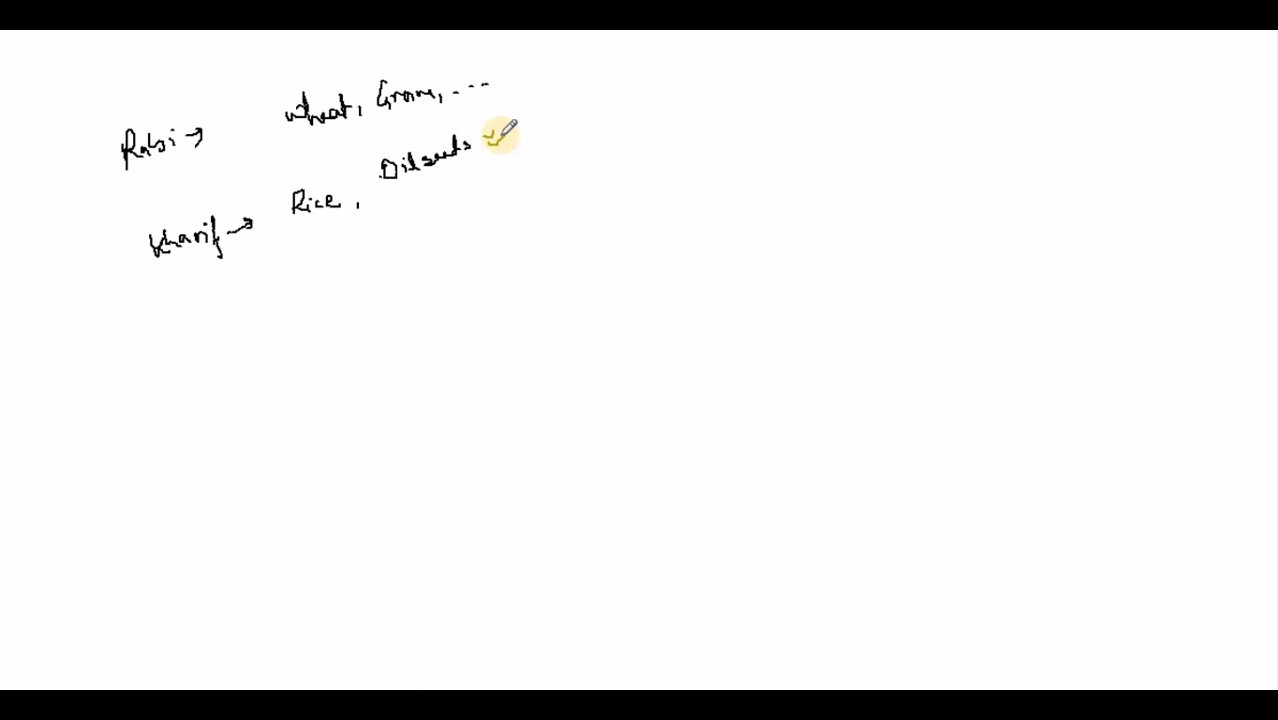 Rabi → wheat, Gram, ...
Kharif → Rice, Oilseeds